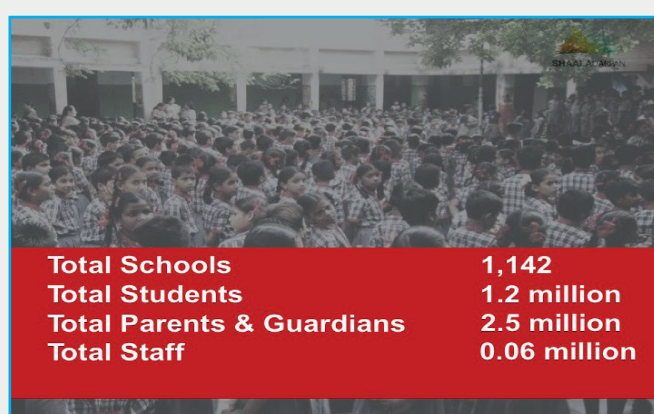 Total Schools 1,142
Total Students 1.2 million
Total Parents & Guardians 2.5 million
Total Staff 0.06 million